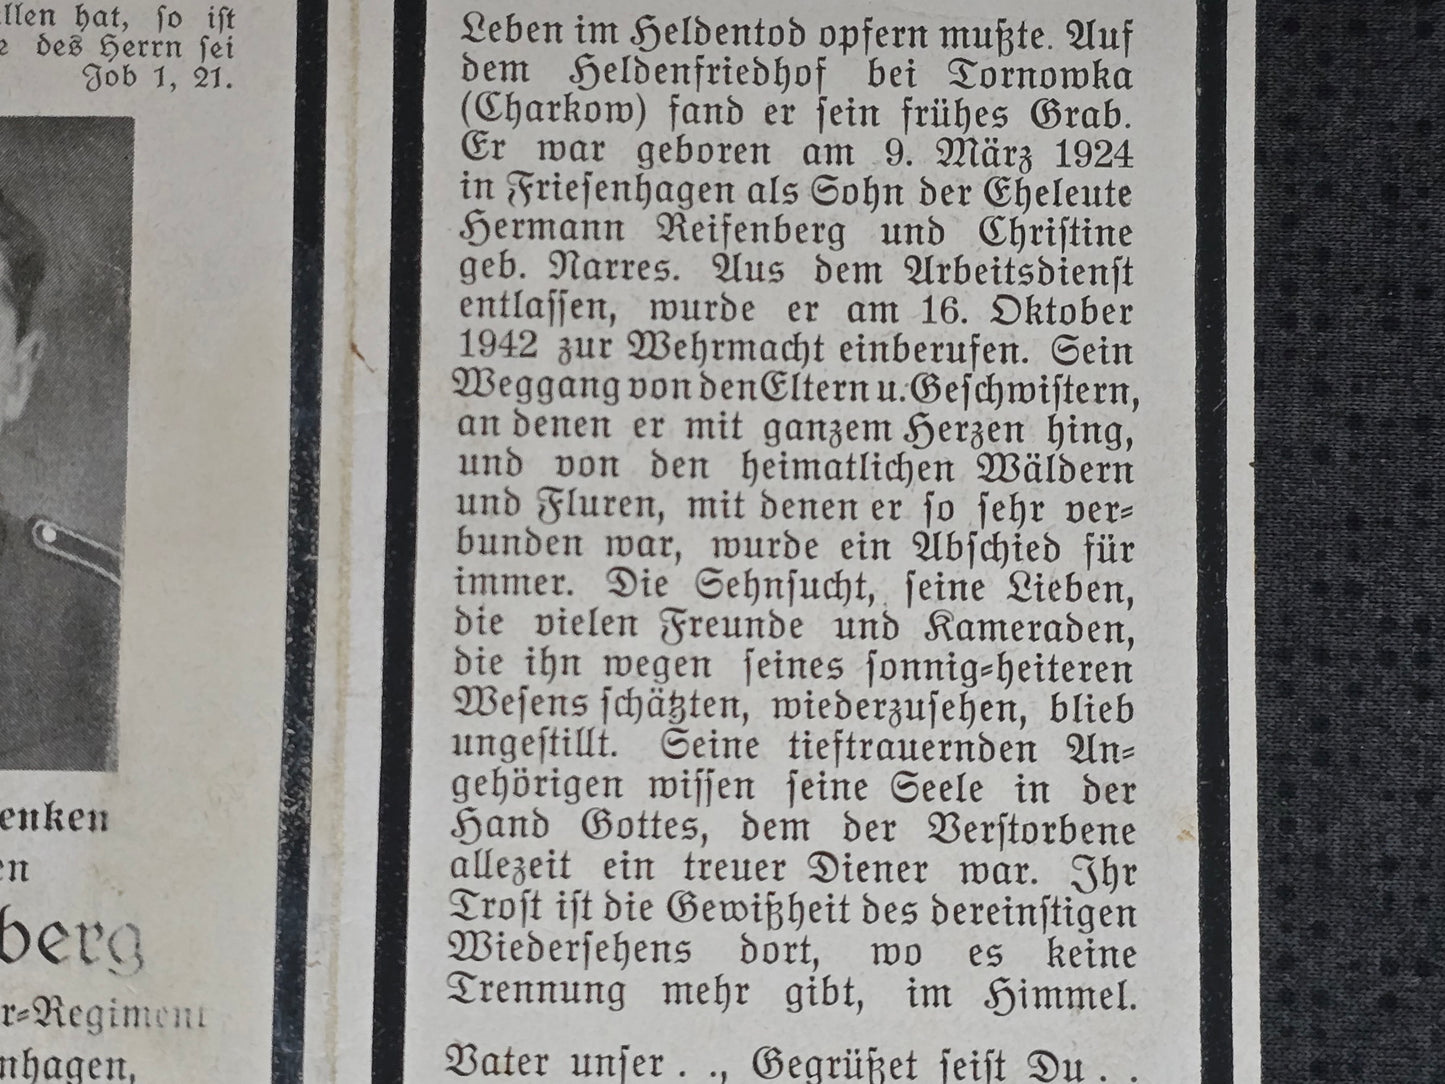 hat, so ist
des Herrn sei
Job 1, 21.
berg
Regiment
Leben im Heldentod opfern mußte. Auf
dem Heldenfriedhof bei Tornowka
(Charkow) fand er sein frühes Grab.
Er war geboren am 9. März 1924
in Friesenhagen als Sohn der Eheleute
Hermann Reifenberg und Christine
geb. Narres. Aus dem Arbeitsdienst
entlassen, wurde er am 16. Oktober
1942 zur Wehrmacht einberufen. Sein
Weggang von den Eltern u. Geschwistern,
an denen er mit ganzem Herzen hing,
und von den heimatlichen Wäldern
und Fluren, mit denen er so sehr ver-
bunden war, wurde ein Abschied für
immer. Die Sehnsucht, seine Lieben,
die vielen Freunde und Kameraden,
die ihn wegen seines sonnig-heiteren
Wesens schätzten, wiederzusehen, blieb
ungestillt. Seine tieftrauernden An-
gehörigen wissen seine Seele in der
Hand Gottes, dem der Verstorbene
allezeit ein treuer Diener war. Ihr
Trost ist die Gewißheit des dereinstigen
Wiedersehens dort, wo es keine
Trennung mehr gibt, im Himmel.
Vater unser . ., Gegrüßet seist Du . .